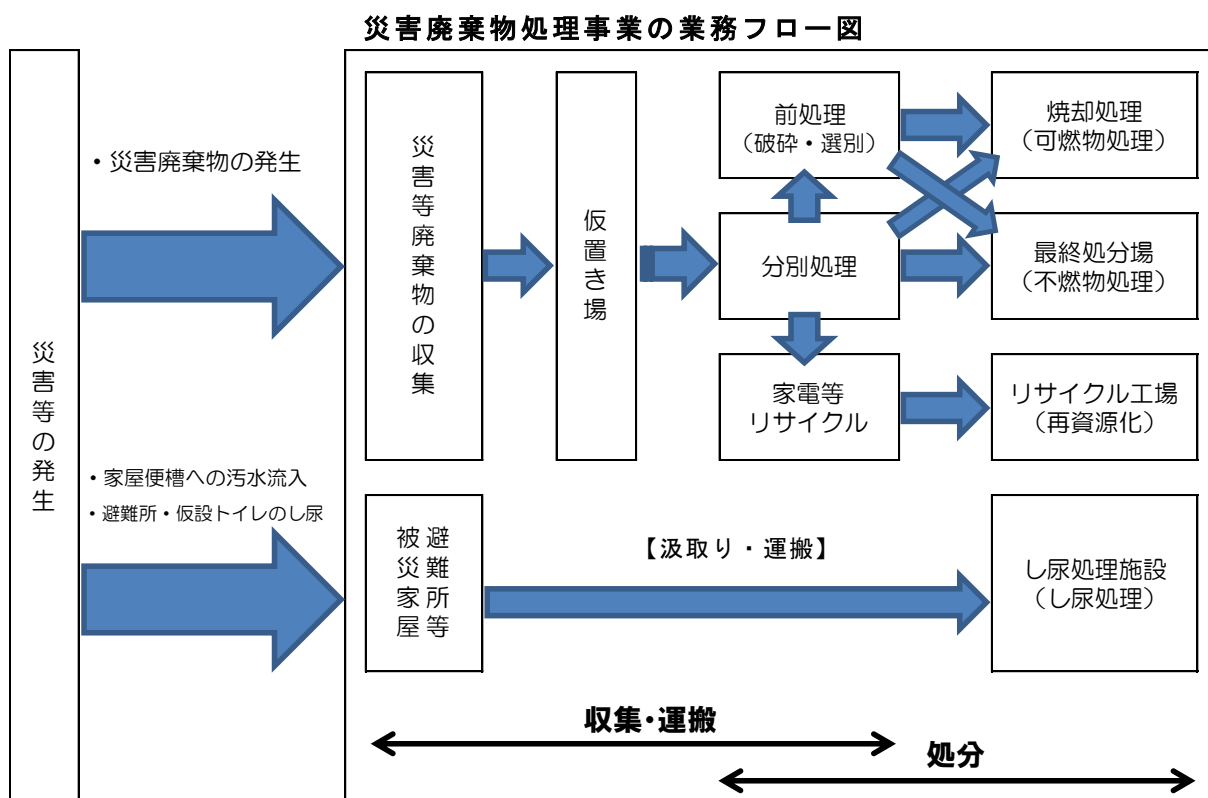 災害廃棄物処理事業の業務フロー図
災害等の発生
・災害廃棄物の発生
・家屋便槽への汚水流入
・避難所・仮設トイレのし尿
災害等廃棄物の収集
仮置き場
前処理
(破砕・選別)
分別処理
家電等
リサイクル
焼却処理
(可燃物処理)
最終処分場
(不燃物処理)
リサイクル工場
(再資源化)
避難所等
被災家屋
【汲取り・運搬】
し尿処理施設
(し尿処理)
収集・運搬
処分